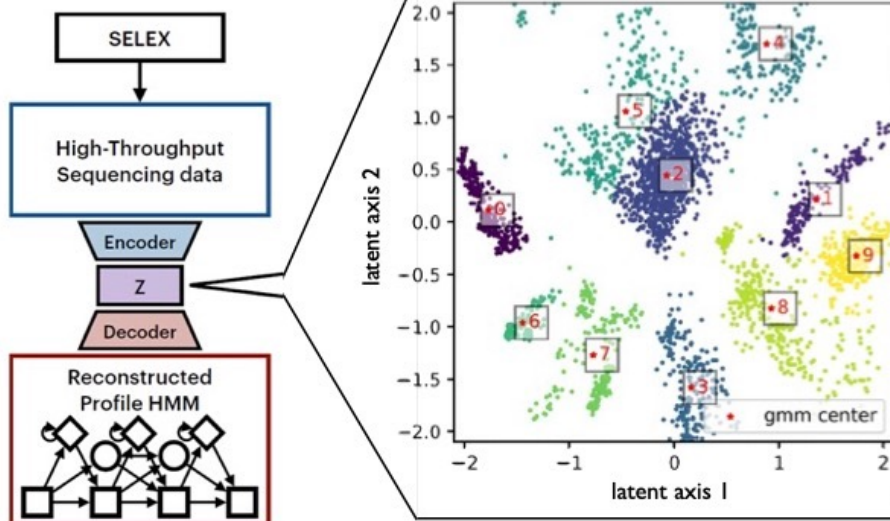 SELEX
High-Throughput
Sequencing data
Encoder
Z
Decoder
Reconstructed
Profile HMM
latent axis 2
2.0
1.5
1.0
0.5
0.0
−0.5
−1.0
−1.5
−2.0
4
5
2
0
1
9
8
6
7
3
gmm center
−2
−1
0
1
2
latent axis 1